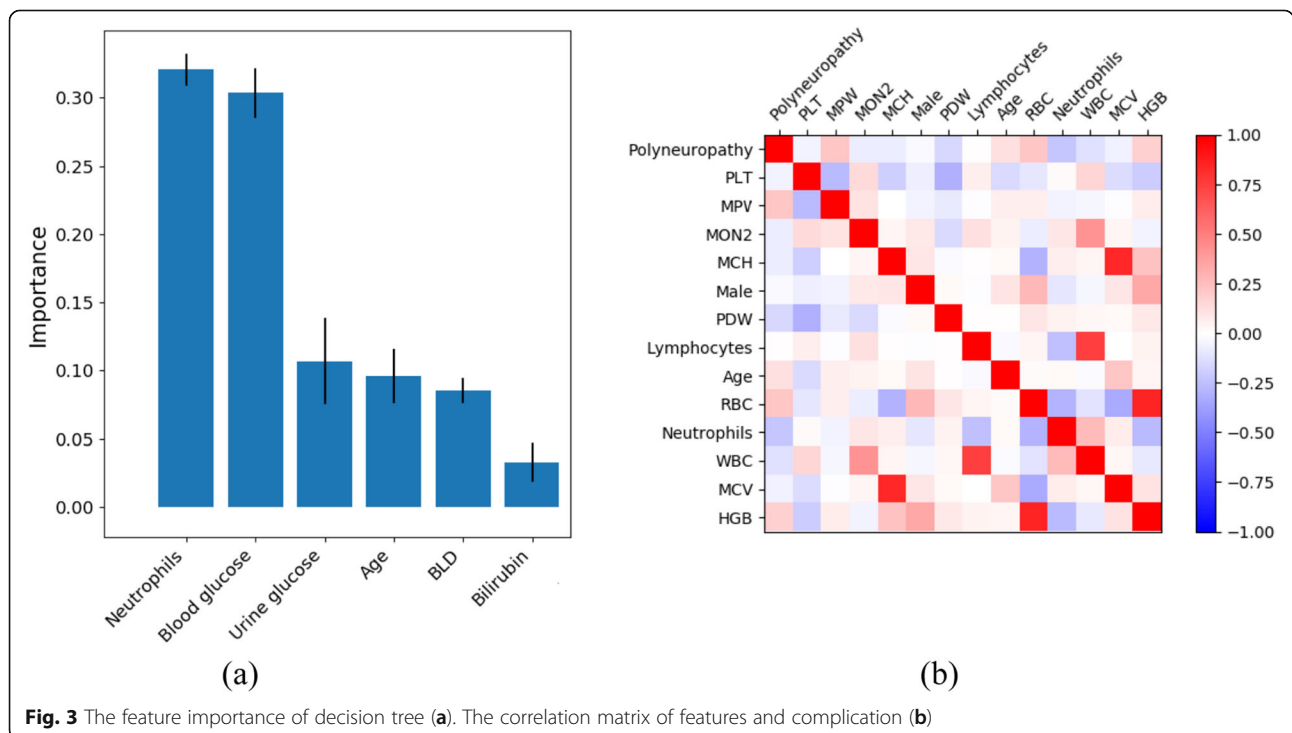 Importance
0.30
0.25
0.20
0.15
0.10
0.05
0.00
Neutrophils
Blood glucose
Urine glucose
Age
BLD
Bilirubin
(a)
Polyneuropathy
PLT
MPW
MON2
MCH
Male
PDW
Lymphocytes
Age
RBC
Neutrophils
WBC
MCV
HGB
Polyneuropathy
PLT
MPV
MON2
MCH
Male
PDW
Lymphocytes
Age
RBC
Neutrophils
WBC
MCV
HGB
1.00
0.75
0.50
0.25
0.00
−0.25
−0.50
−0.75
−1.00
(b)
Fig. 3 The feature importance of decision tree (a). The correlation matrix of features and complication (b)